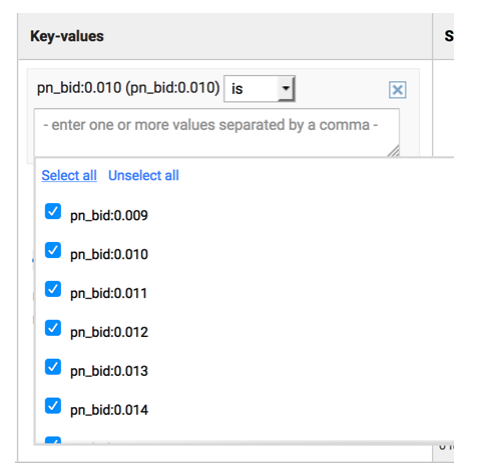 Key-values
S
pn_bid:0.010 (pn_bid:0.010) is
- enter one or more values separated by a comma -
Select all Unselect all
pn_bid:0.009
pn_bid:0.010
pn_bid:0.011
pn_bid:0.012
pn_bid:0.013
pn_bid:0.014